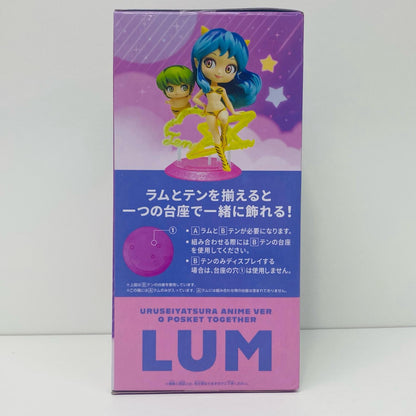 ラムとテンを揃えると
一つの台座で一緒に飾れる！
①
● Ⓐラムと Ⓑテンが必要になります。
● 組み合わせる際には Ⓑテンの台座
を使用してください。
● Ⓑテンのみディスプレイする
場合は、台座の穴①は使用しません。
URUSEIYATSURA ANIME VER
Q POSKET TOGETHER
LUM